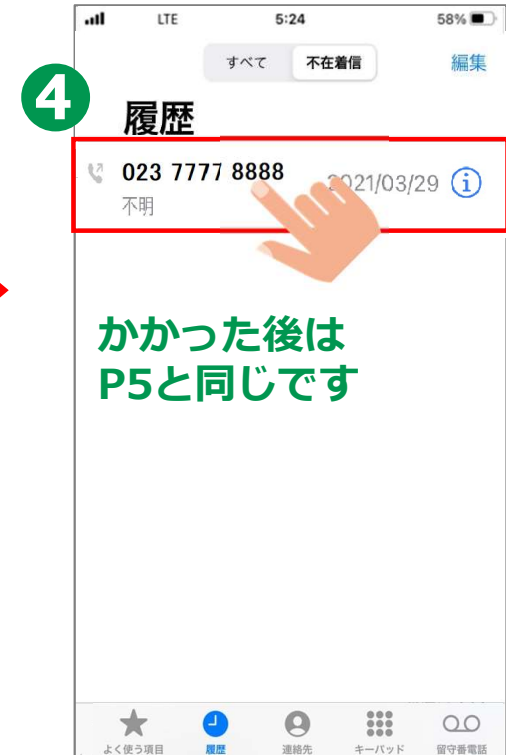 LTE 5:24 58%
すべて 不在着信 編集
4
履歴
023 7777 8888
2021/03/29
不明
かかった後は
P5と同じです
よく使う項目 履歴 連絡先 キーパッド 留守番電話